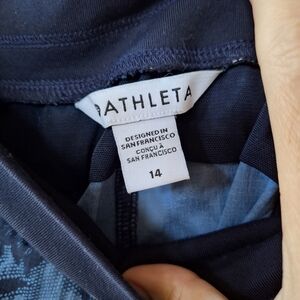 ATHLETA
DESIGNED IN
SAN FRANCISCO
CONÇU À
SAN FRANCISCO
14